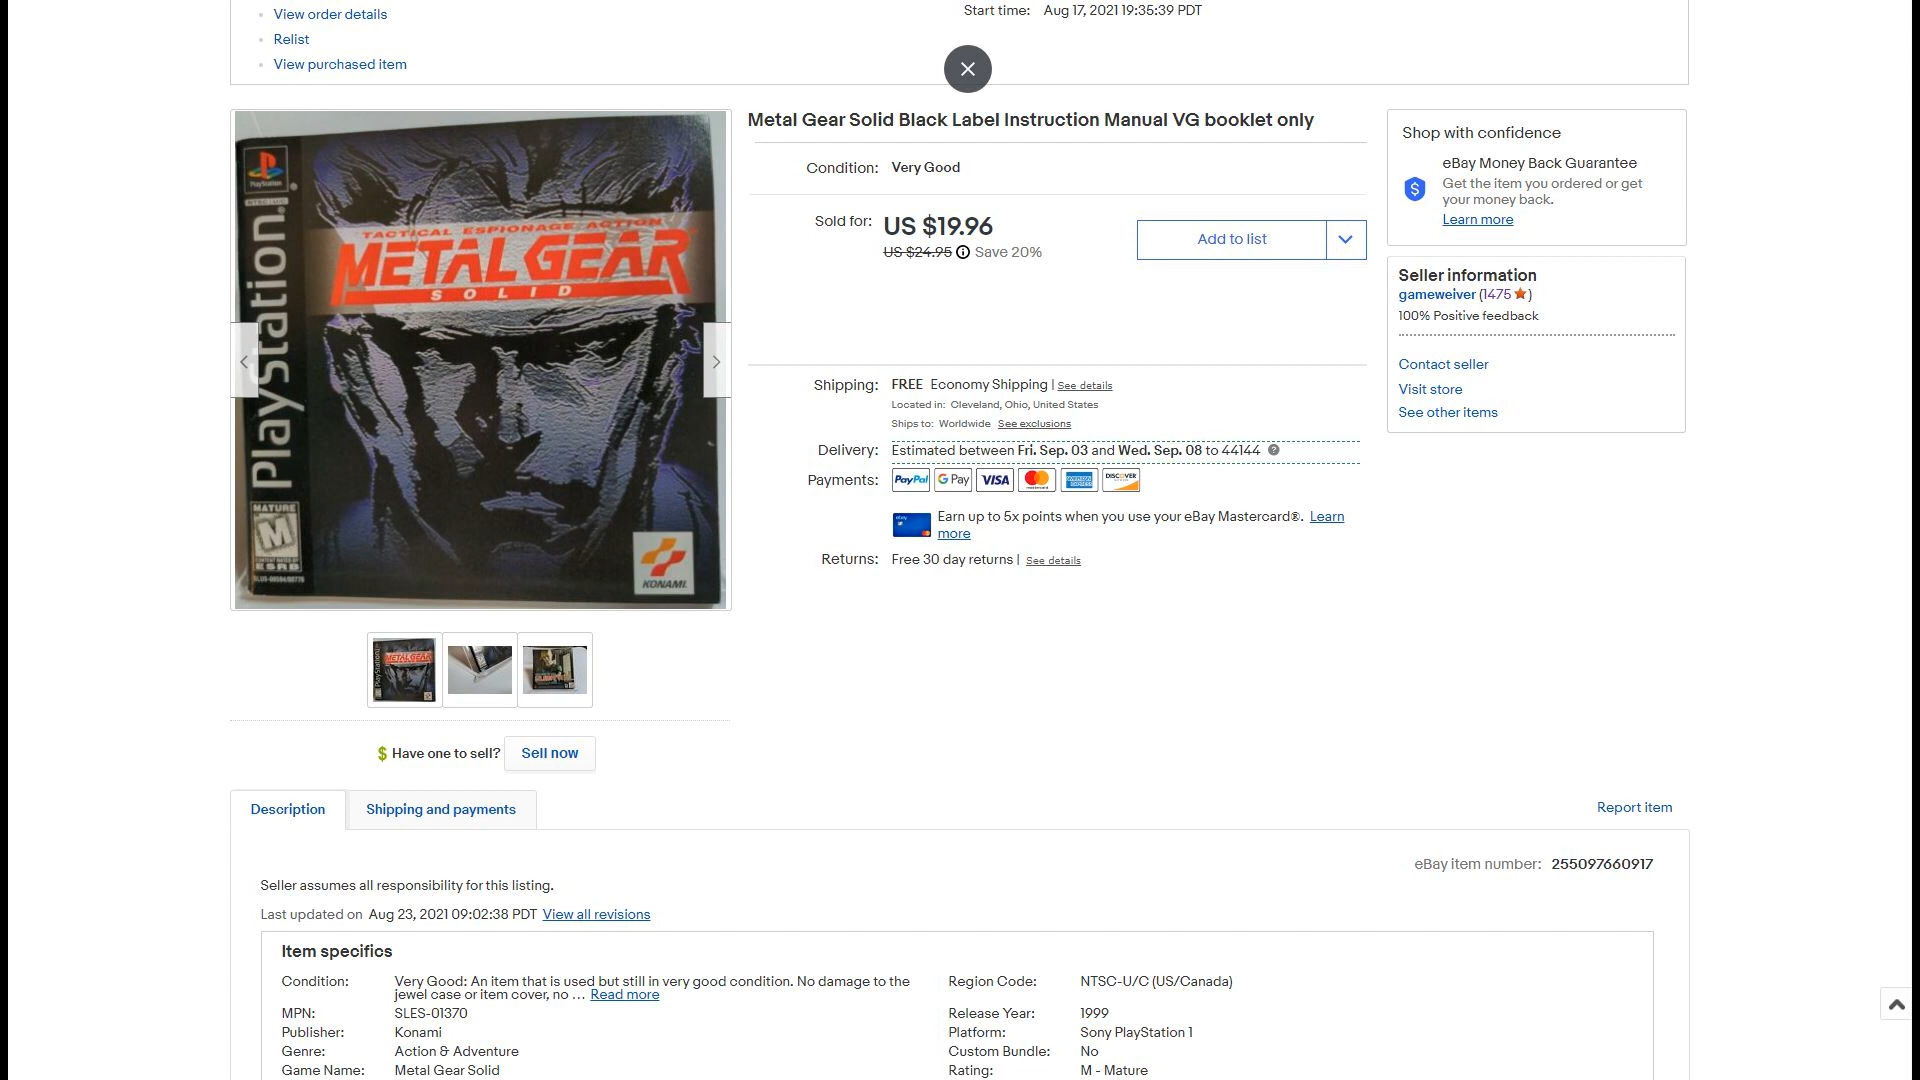 View order details
Relist
View purchased item
Start time: Aug 17, 2021 19:35:39 PDT
PlayStation
PlayStation
TACTICAL ESPIONAGE ACTION
METAL GEAR
SOLID
MATURE
M
CONTENT RATED BY
ESRB
KONAMI
Metal Gear Solid Black Label Instruction Manual VG booklet only
Condition: Very Good
Sold for: US $19.96
US $24.95 Save 20%
Add to list
Shipping: FREE Economy Shipping | See details
Located in: Cleveland, Ohio, United States
Ships to: Worldwide See exclusions
Delivery: Estimated between Fri. Sep. 03 and Wed. Sep. 08 to 44144
Payments: PayPal G Pay VISA DISCOVER
Earn up to 5x points when you use your eBay Mastercard®. Learn
more
Returns: Free 30 day returns | See details
Shop with confidence
eBay Money Back Guarantee
Get the item you ordered or get
your money back.
Learn more
Seller information
gameweiver (1475)
100% Positive feedback
Contact seller
Visit store
See other items
$ Have one to sell? Sell now
Description
Shipping and payments
Report item
eBay item number: 255097660917
Seller assumes all responsibility for this listing.
Last updated on Aug 23, 2021 09:02:38 PDT View all revisions
Item specifics
Condition: Very Good: An item that is used but still in very good condition. No damage to the
jewel case or item cover, no … Read more
MPN: SLES-01370
Publisher: Konami
Genre: Action & Adventure
Game Name: Metal Gear Solid
Region Code: NTSC-U/C (US/Canada)
Release Year: 1999
Platform: Sony PlayStation 1
Custom Bundle: No
Rating: M - Mature